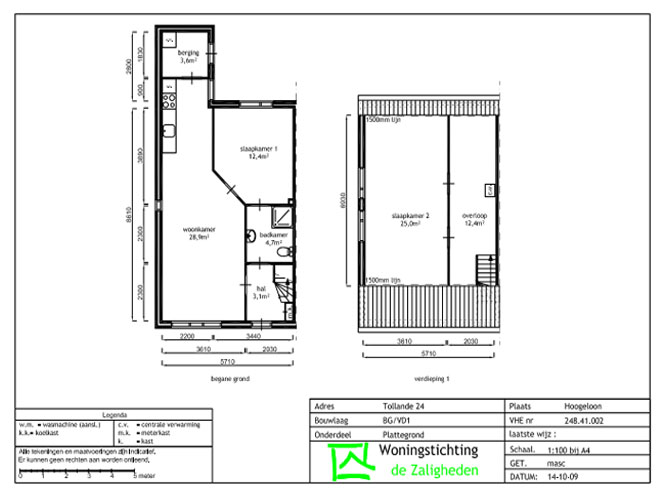 berging
3,6m²
slaapkamer 1
12,4m²
woonkamer
28,9m²
badkamer
4,7m²
hal
3,1m²
m.k.
2600
1830
900
3890
8610
2300
2300
2200
3440
3610
2030
5710
begane grond
1500mm lijn
slaapkamer 2
25,0m²
overloop
12,4m²
c.v.
1500mm lijn
3610
2030
5710
verdieping 1
Legenda
w.m. = wasmachine (aansl.)
k.k. = koelkast
c.v. = centrale verwarming
m.k. = meterkast
k. = kast
Alle tekeningen en maatvoeringen zijn indicatief,
Er kunnen geen rechten aan worden ontleend.
0 1 2 3 4 5 meter
Adres Tollande 24
Bouwlaag BG/VD1
Onderdeel Plattegrond
Woningstichting
de Zaligheden
Plaats Hoogeloon
VHE nr 248.41.002
laatste wijz :
Schaal. 1:100 bij A4
GET. masc
DATUM: 14-10-09